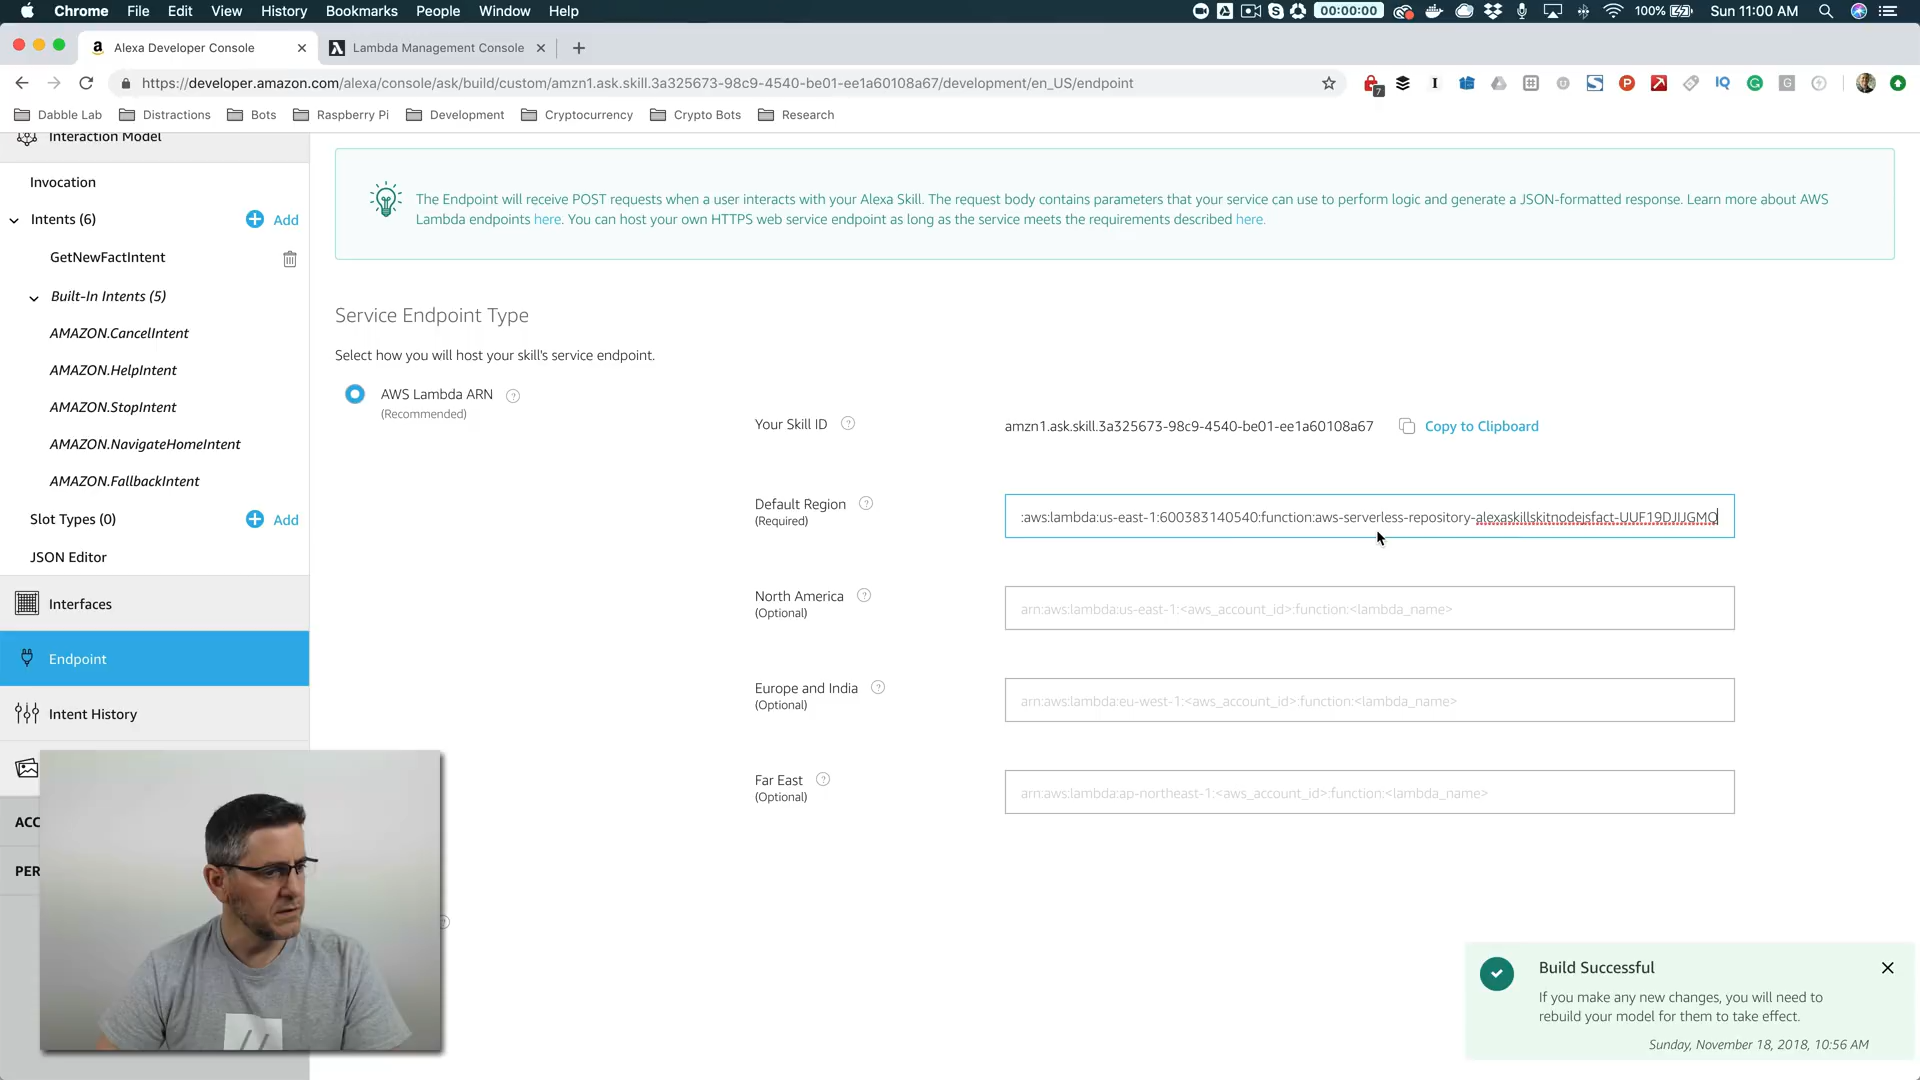 Chrome File Edit View History Bookmarks People Window Help 00:00:00 100% Sun 11:00 AM
Alexa Developer Console Lambda Management Console
https://developer.amazon.com/alexa/console/ask/build/custom/amzn1.ask.skill.3a325673-98c9-4540-be01-ee1a60108a67/development/en_US/endpoint
7
Dabble Lab Distractions Bots Raspberry Pi Development Cryptocurrency Crypto Bots Research
Interaction Model
Invocation
Intents (6) Add
GetNewFactIntent
Built-In Intents (5)
AMAZON.CancelIntent
AMAZON.HelpIntent
AMAZON.StopIntent
AMAZON.NavigateHomeIntent
AMAZON.FallbackIntent
Slot Types (0) Add
JSON Editor
Interfaces
Endpoint
Intent History
ACC
PER
The Endpoint will receive POST requests when a user interacts with your Alexa Skill. The request body contains parameters that your service can use to perform logic and generate a JSON-formatted response. Learn more about AWS
Lambda endpoints here. You can host your own HTTPS web service endpoint as long as the service meets the requirements described here.
Service Endpoint Type
Select how you will host your skill's service endpoint.
AWS Lambda ARN
(Recommended)
Your Skill ID amzn1.ask.skill.3a325673-98c9-4540-be01-ee1a60108a67 Copy to Clipboard
Default Region
(Required)
:aws:lambda:us-east-1:600383140540:function:aws-serverless-repository-alexaskillskitnodejsfact-UUF19DJIJGMQ
North America
(Optional)
arn:aws:lambda:us-east-1:<aws_account_id>:function:<lambda_name>
Europe and India
(Optional)
arn:aws:lambda:eu-west-1:<aws_account_id>:function:<lambda_name>
Far East
(Optional)
arn:aws:lambda:ap-northeast-1:<aws_account_id>:function:<lambda_name>
Build Successful
If you make any new changes, you will need to
rebuild your model for them to take effect.
Sunday, November 18, 2018, 10:56 AM